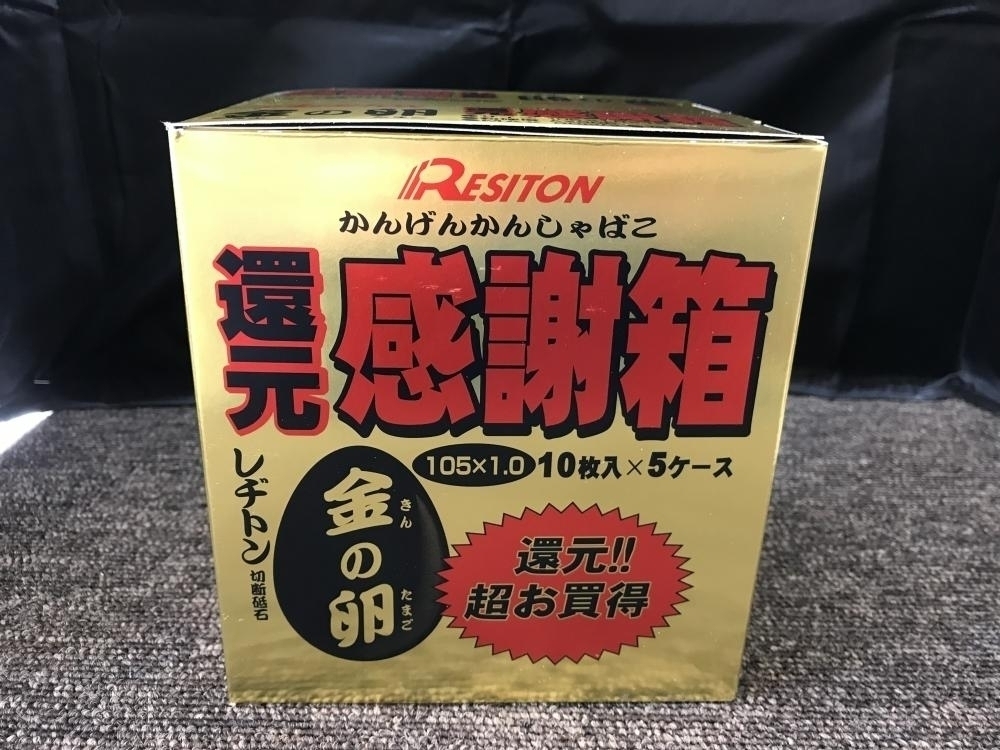 RESITON
かんげんかんしゃばこ
還元 感謝箱
105×1.0 10枚入×5ケース
レヂトン
切断砥石
金の卵
きん
たまご
還元!!
超お買得